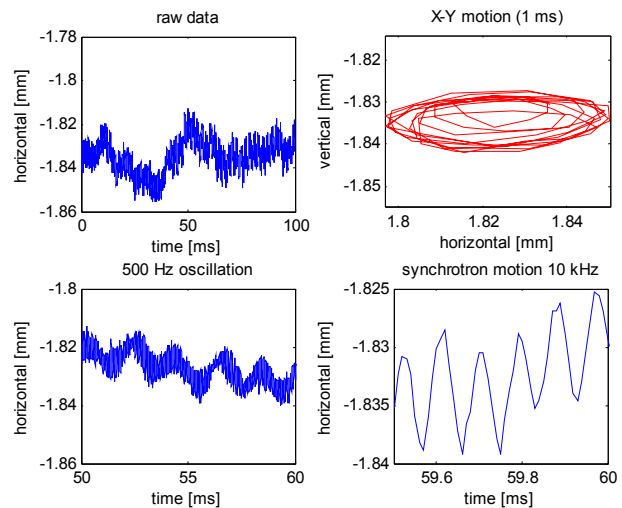 raw data
-1.78
-1.8
-1.82
-1.84
-1.86
horizontal [mm]
0
50
100
time [ms]
X-Y motion (1 ms)
-1.82
-1.83
-1.84
-1.85
vertical [mm]
1.8
1.82
1.84
horizontal [mm]
500 Hz oscillation
-1.8
-1.82
-1.84
-1.86
horizontal [mm]
50
55
60
time [ms]
synchrotron motion 10 kHz
-1.825
-1.83
-1.835
-1.84
horizontal [mm]
59.6
59.8
60
time [ms]